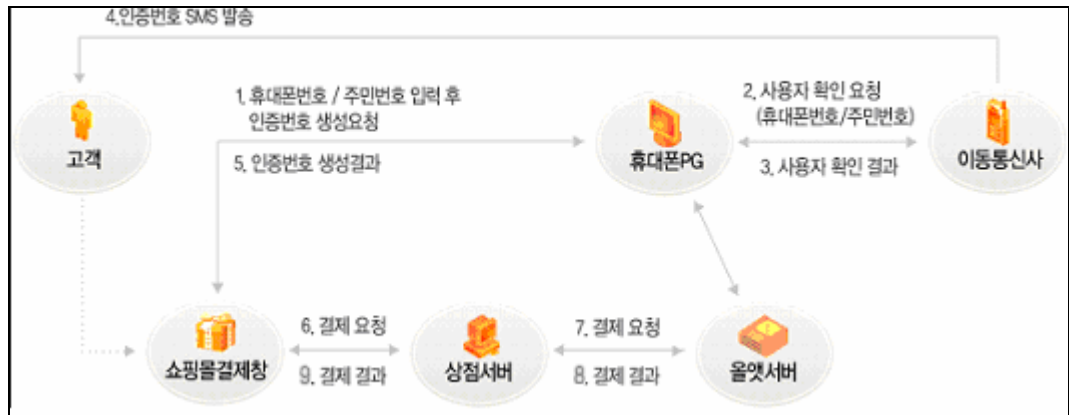 4.인증번호 SMS 발송
1. 휴대폰번호 / 주민번호 입력 후
인증번호 생성요청
2. 사용자 확인 요청
(휴대폰번호/주민번호)
고객
5. 인증번호 생성결과
휴대폰PG
3. 사용자 확인 결과
이동통신사
6. 결제 요청
7. 결제 요청
쇼핑몰결제창
9. 결제 결과
상점서버
8. 결제 결과
올앳서버